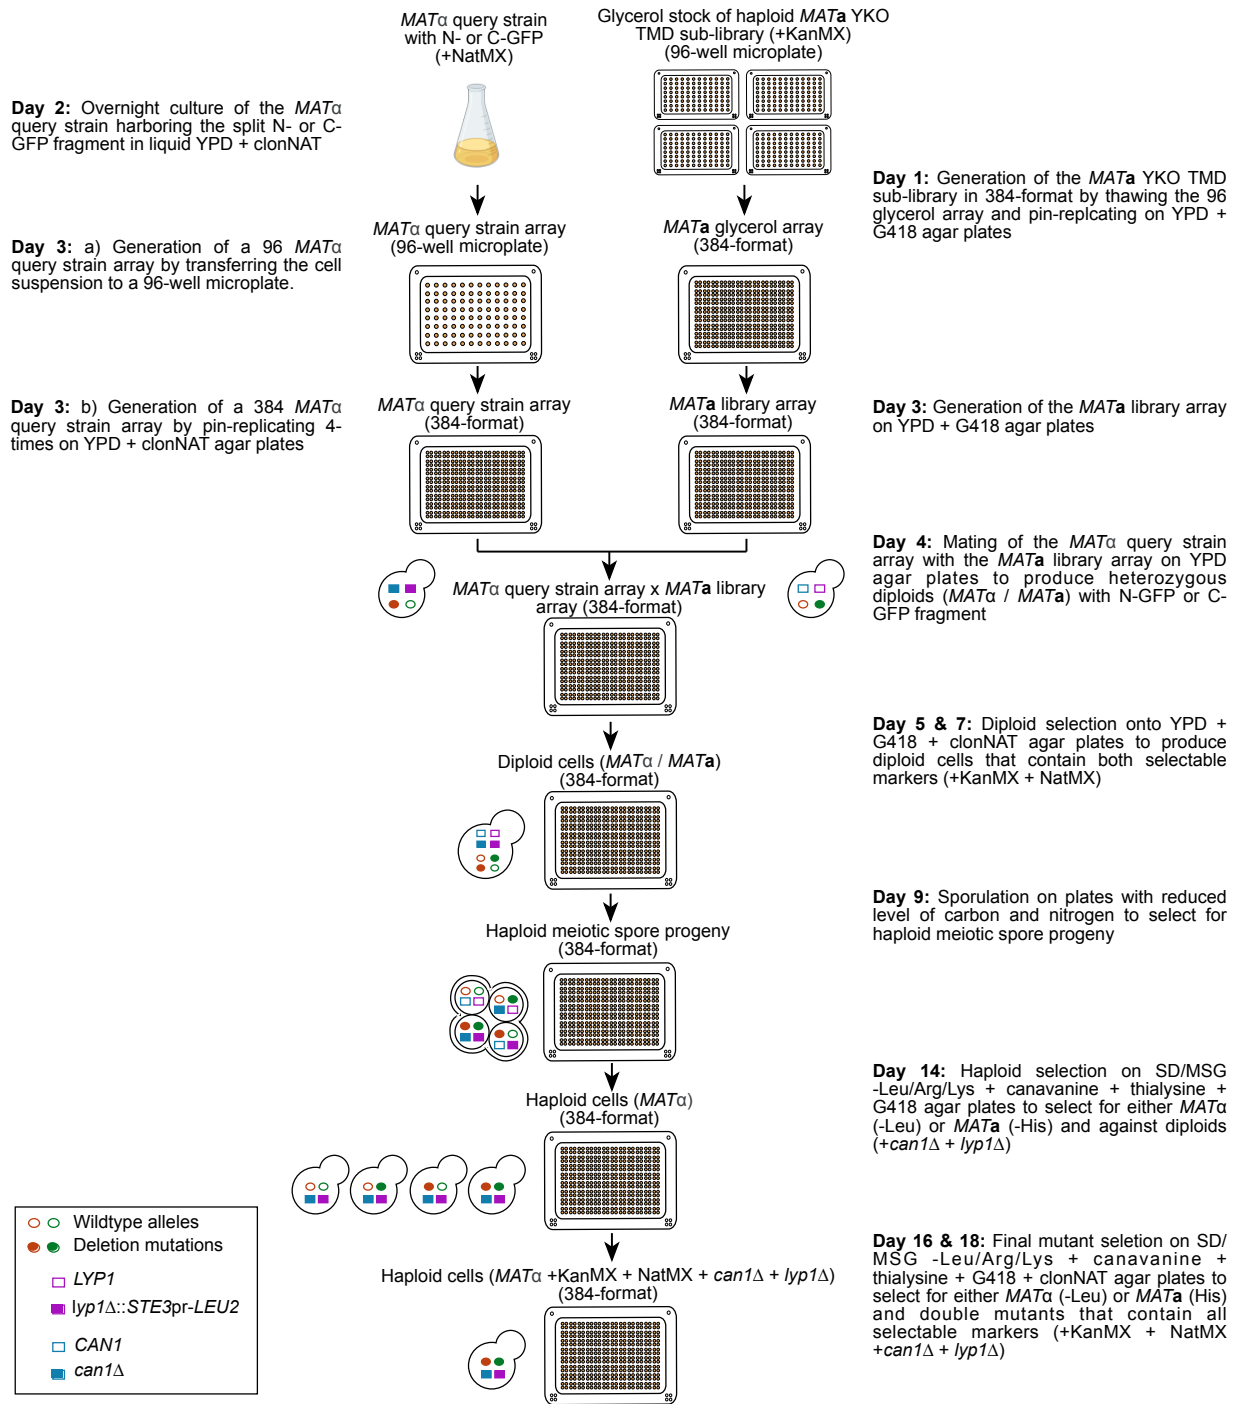 MATα query strain
with N- or C-GFP
(+NatMX)
Glycerol stock of haploid MATa YKO
TMD sub-library (+KanMX)
(96-well microplate)
Day 2: Overnight culture of the MATα
query strain harboring the split N- or C-
GFP fragment in liquid YPD + clonNAT
Day 1: Generation of the MATa YKO TMD
sub-library in 384-format by thawing the 96
glycerol array and pin-replcating on YPD +
G418 agar plates
Day 3: a) Generation of a 96 MATα
query strain array by transferring the cell
suspension to a 96-well microplate.
MATα query strain array
(96-well microplate)
MATa glycerol array
(384-format)
Day 3: b) Generation of a 384 MATα
query strain array by pin-replicating 4-
times on YPD + clonNAT agar plates
MATα query strain array
(384-format)
MATa library array
(384-format)
Day 3: Generation of the MATa library array
on YPD + G418 agar plates
Day 4: Mating of the MATα query strain
array with the MATa library array on YPD
agar plates to produce heterozygous
diploids (MATα / MATa) with N-GFP or C-
GFP fragment
MATα query strain array x MATa library
array (384-format)
Day 5 & 7: Diploid selection onto YPD +
G418 + clonNAT agar plates to produce
diploid cells that contain both selectable
markers (+KanMX + NatMX)
Diploid cells (MATα / MATa)
(384-format)
Day 9: Sporulation on plates with reduced
level of carbon and nitrogen to select for
haploid meiotic spore progeny
Haploid meiotic spore progeny
(384-format)
Day 14: Haploid selection on SD/MSG
-Leu/Arg/Lys + canavanine + thialysine +
G418 agar plates to select for either MATα
(-Leu) or MATa (-His) and against diploids
(+can1Δ + lyp1Δ)
Haploid cells (MATα)
(384-format)
Day 16 & 18: Final mutant seletion on SD/
MSG -Leu/Arg/Lys + canavanine +
thialysine + G418 + clonNAT agar plates to
select for either MATα (-Leu) or MATa (His)
and double mutants that contain all
selectable markers (+KanMX + NatMX
+can1Δ + lyp1Δ)
Haploid cells (MATα +KanMX + NatMX + can1Δ + lyp1Δ)
(384-format)
Wildtype alleles
Deletion mutations
LYP1
lyp1Δ::STE3pr-LEU2
CAN1
can1Δ